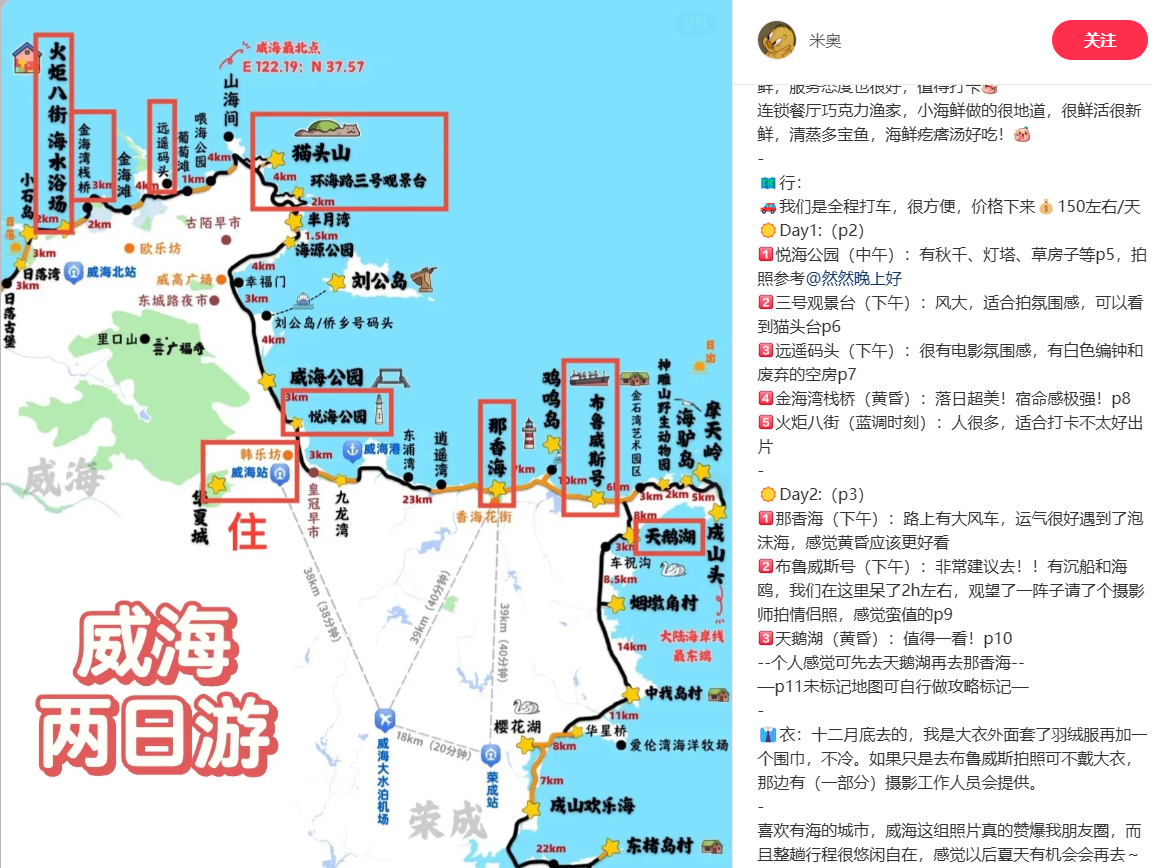 1/11
威海最北点
E 122.19; N 37.57
山海间
火炬八街海水浴场
金海湾栈桥
金海滩
远遥码头
葡萄滩
喂海公园
4km
猫头山
4km
环海路三号观景台
2km
3km
4km
1km
2km
小石岛
2km
日落
3km
日落湾
3km
日落古堡
威海北站
古陌早市
欧乐坊
威高广场
东城路夜市
半月湾
1.5km
海源公园
4km
幸福门
3km
刘公岛
刘公岛/侨乡号码头
4km
里口山
广福寺
威海公园
3km
悦海公园
韩乐坊
威海站
3km
威海港
华夏城
住
皇冠早市
九龙湾
东浦湾
逍遥湾
23km
那香海
香海花街
7km
鸡鸣岛
10km
布鲁威斯号
6km
金石湾艺术园区
神雕山野生动物园
海驴岛
摩天岭
日出
3km
2km
5km
8km
天鹅湖
成山头
3km
车祝沟
8.5km
烟墩角村
大陆海岸线
最东端
14km
中我岛村
11km
华星桥
爱伦湾海洋牧场
樱花湖
8km
7km
成山欢乐海
22km
东褚岛村
38km(38分钟)
39km(40分钟)
39km(40分钟)
18km(20分钟)
威海大水泊机场
荣成站
威海
荣成
威海
两日游
米奥
关注
鲜，服务态度也很好，值得打卡
连锁餐厅巧克力渔家，小海鲜做的很地道，很鲜活很新
鲜，清蒸多宝鱼，海鲜疙瘩汤好吃！
-
行：
我们是全程打车，很方便，价格下来💰150左右/天
Day1:（p2）
1悦海公园（中午）：有秋千、灯塔、草房子等p5，拍
照参考@然然晚上好
2三号观景台（下午）：风大，适合拍氛围感，可以看
到猫头台p6
3远遥码头（下午）：很有电影氛围感，有白色编钟和
废弃的空房p7
4金海湾栈桥（黄昏）：落日超美！宿命感极强！p8
5火炬八街（蓝调时刻）：人很多，适合打卡不太好出
片
-
Day2:（p3）
1那香海（下午）：路上有大风车，运气很好遇到了泡
沫海，感觉黄昏应该更好看
2布鲁威斯号（下午）：非常建议去！！有沉船和海
鸥，我们在这里呆了2h左右，观望了一阵子请了个摄影
师拍情侣照，感觉蛮值的p9
3天鹅湖（黄昏）：值得一看！p10
--个人感觉可先去天鹅湖再去那香海--
—p11未标记地图可自行做攻略标记—
-
衣：十二月底去的，我是大衣外面套了羽绒服再加一
个围巾，不冷。如果只是去布鲁威斯拍照可不戴大衣，
那边有（一部分）摄影工作人员会提供。
-
喜欢有海的城市，威海这组照片真的赞爆我朋友圈，而
且整趟行程很悠闲自在，感觉以后夏天有机会会再去～